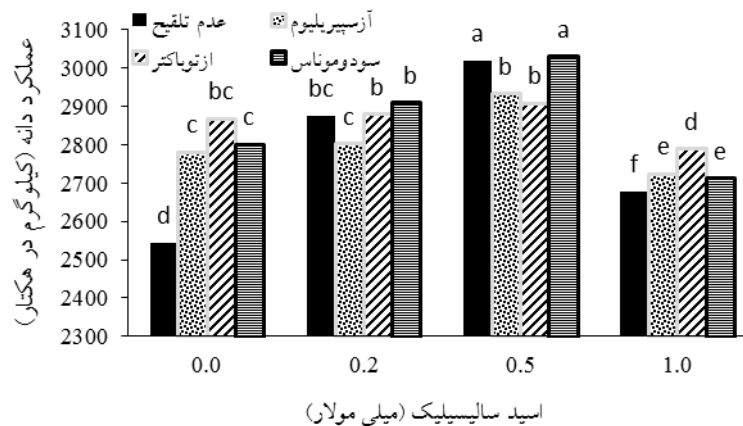 عدم تلقیح
آزسپیریلیوم
ازتوباکتر
سودوموناس
عملکرد دانه (کیلوگرم در هکتار)
3100
3000
2900
2800
2700
2600
2500
2400
2300
d
c
bc
c
bc
c
b
b
a
b
b
a
f
e
d
e
0.0 0.2 0.5 1.0
اسید سالیسیلیک (میلی مولار)